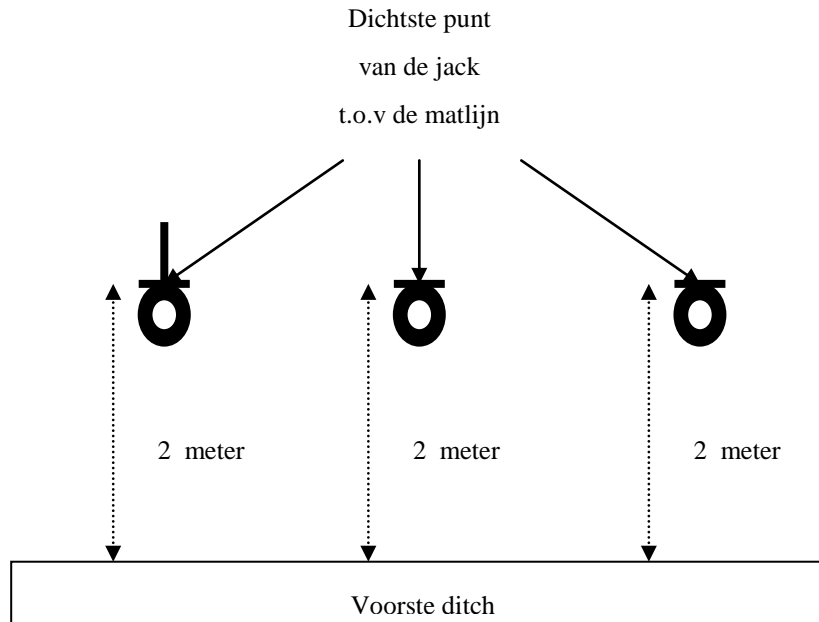 Dichtste punt
van de jack
t.o.v de matlijn
2 meter
2 meter
2 meter
Voorste ditch